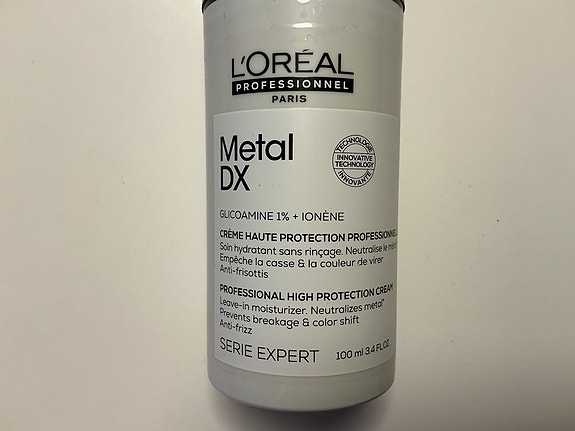 L'ORÉAL
PROFESSIONNEL
PARIS
Metal
DX
TECHNOLOGIE
INNOVATIVE
TECHNOLOGY
INNOVANTE
GLICOAMINE 1% + IONÈNE
CRÈME HAUTE PROTECTION PROFESSIONNEL
Soin hydratant sans rinçage. Neutralise le
Empêche la casse & la couleur de virer
Anti-frisottis
PROFESSIONAL HIGH PROTECTION CREAM
Leave-in moisturizer. Neutralizes metal*
Prevents breakage & color shift
Anti-frizz
SERIE EXPERT 100 ml 3.4 FL.OZ